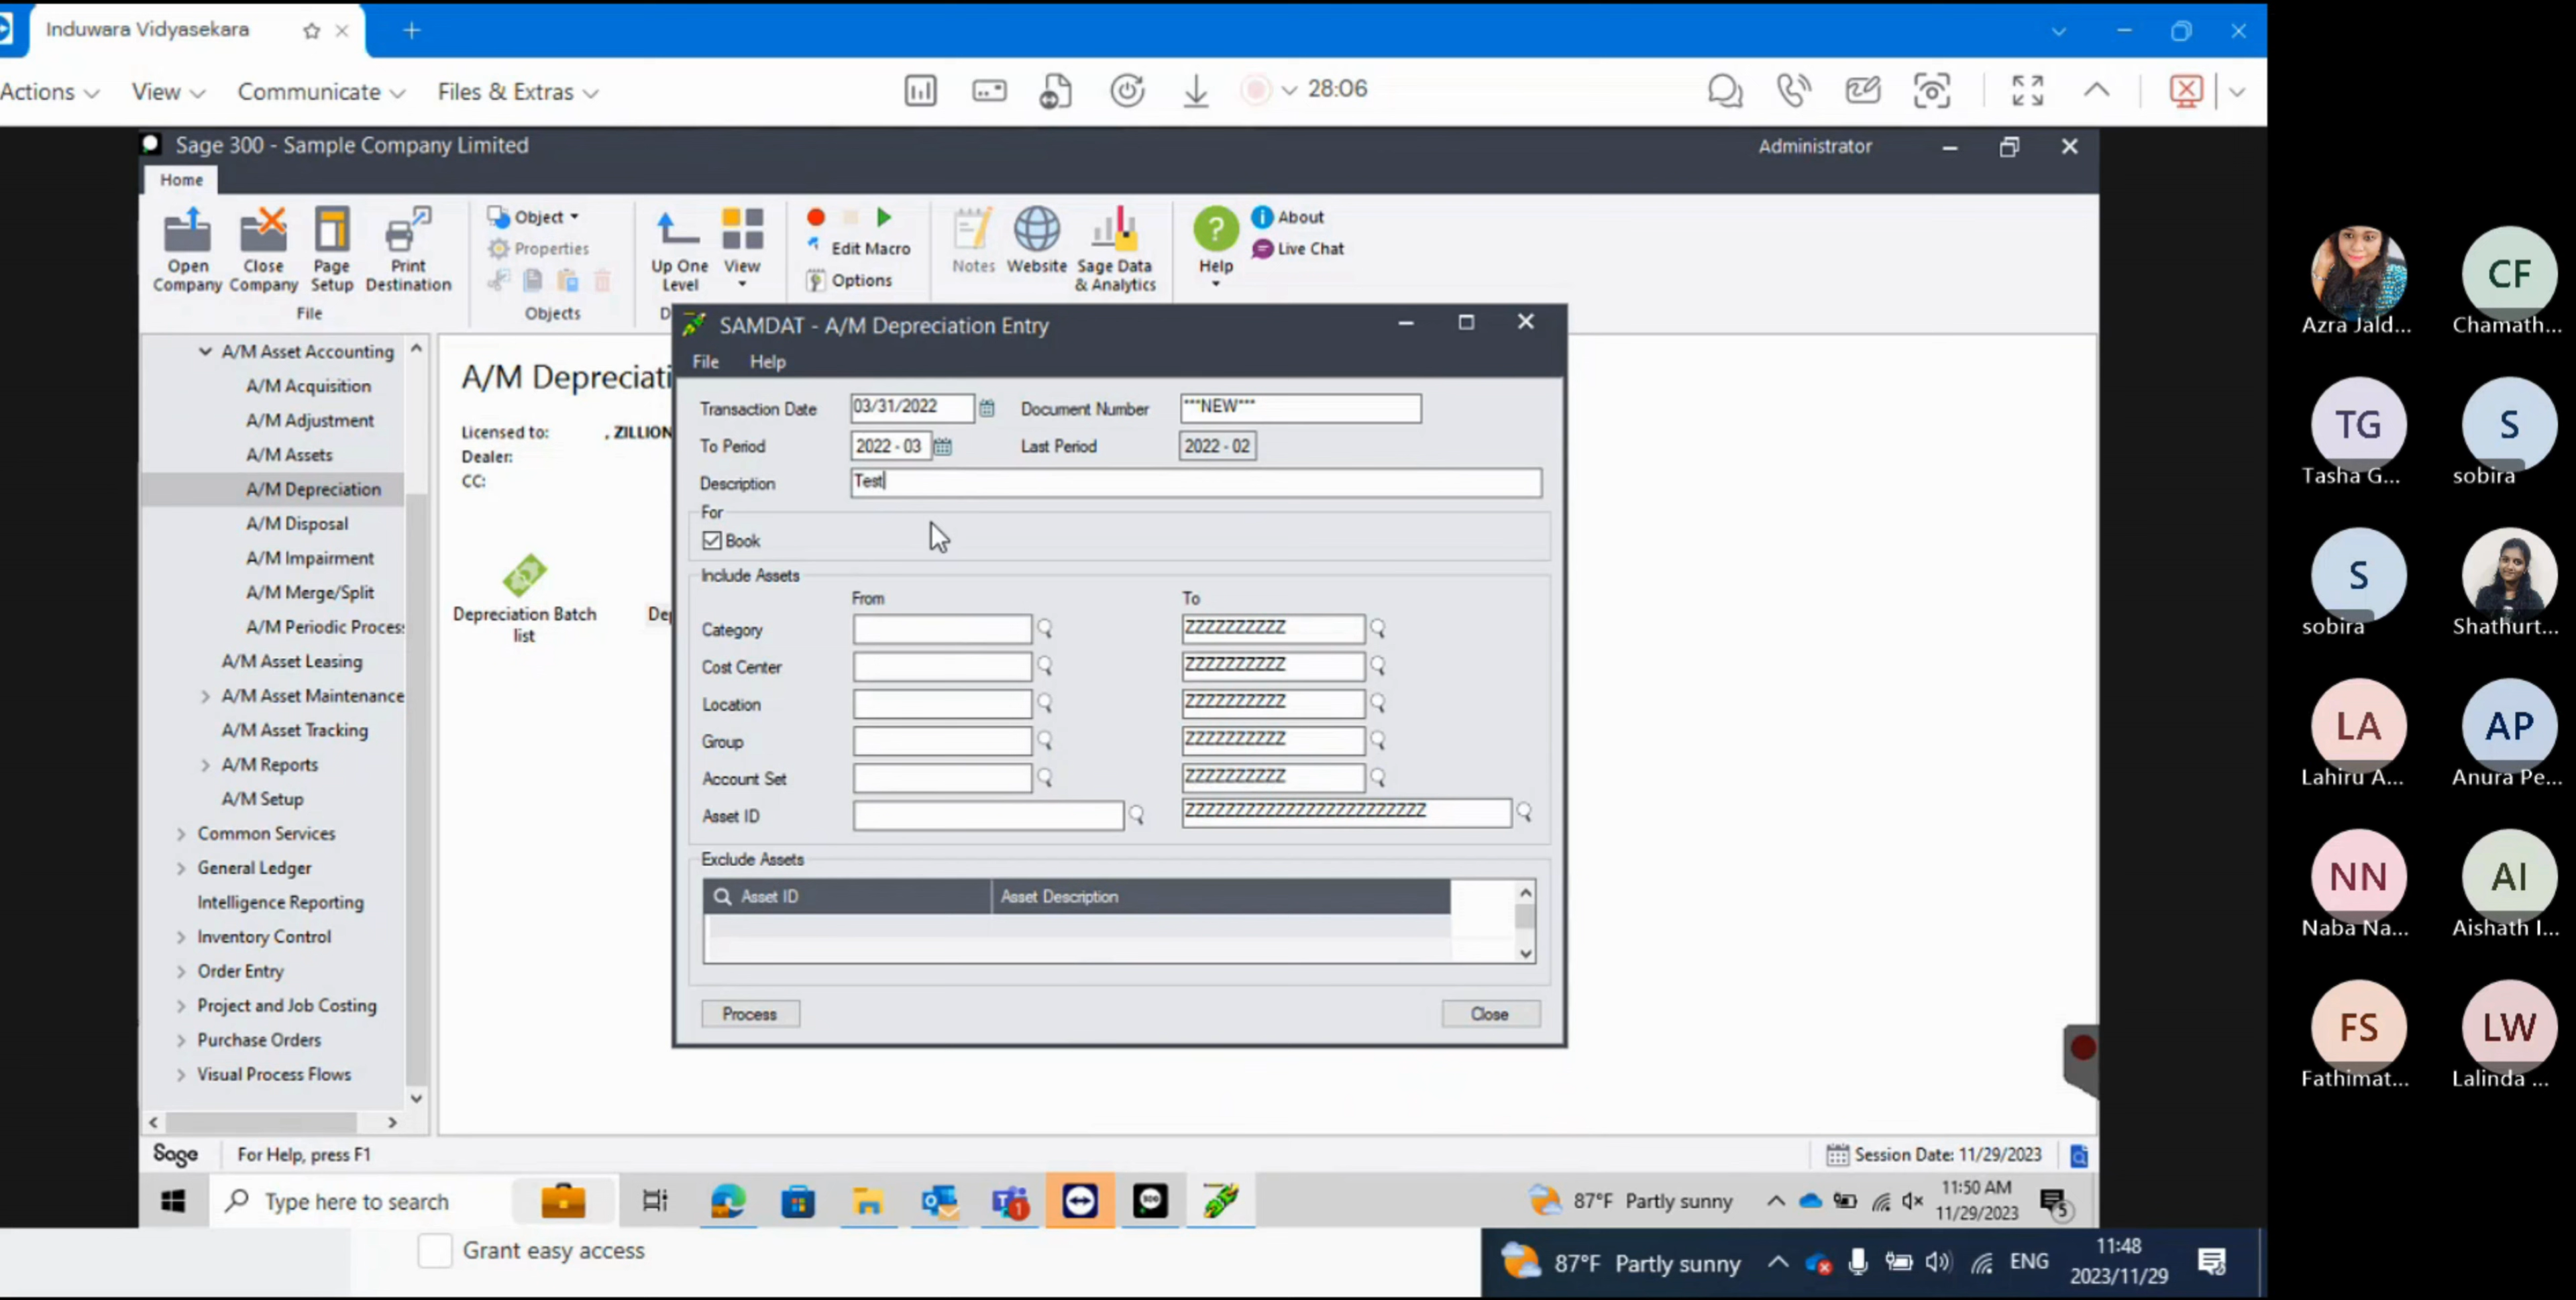 Induwara Vidyasekara
Actions View Communicate Files & Extras 28:06
Sage 300 - Sample Company Limited Administrator
Home
Open Company
Close Company
Page Setup
Print Destination
File
Object
Properties
Objects
Up One Level
View
Edit Macro
Options
Notes
Website
Sage Data & Analytics
Help
About
Live Chat
A/M Asset Accounting
A/M Acquisition
A/M Adjustment
A/M Assets
A/M Depreciation
A/M Disposal
A/M Impairment
A/M Merge/Split
A/M Periodic Proces
A/M Asset Leasing
A/M Asset Maintenance
A/M Asset Tracking
A/M Reports
A/M Setup
Common Services
General Ledger
Intelligence Reporting
Inventory Control
Order Entry
Project and Job Costing
Purchase Orders
Visual Process Flows
A/M Depreciati
Licensed to: , ZILLION
Dealer:
CC:
Depreciation Batch list
De
SAMDAT - A/M Depreciation Entry
File Help
Transaction Date 03/31/2022 Document Number ***NEW***
To Period 2022 - 03 Last Period 2022 - 02
Description Test
For
Book
Include Assets
From To
Category ZZZZZZZZZZ
Cost Center ZZZZZZZZZZ
Location ZZZZZZZZZZ
Group ZZZZZZZZZZ
Account Set ZZZZZZZZZZ
Asset ID ZZZZZZZZZZZZZZZZZZZZZZZZ
Exclude Assets
Asset ID Asset Description
Process Close
Sage For Help, press F1 Session Date: 11/29/2023
Type here to search 300 1 87°F Partly sunny 11:50 AM
11/29/2023 5
Grant easy access
87°F Partly sunny ENG 11:48
2023/11/29
Azra Jald...
CF
Chamath...
TG
Tasha G...
S
sobira
S
sobira
Shathurt...
LA
Lahiru A...
AP
Anura Pe...
NN
Naba Na...
AI
Aishath I...
FS
Fathimat...
LW
Lalinda ...